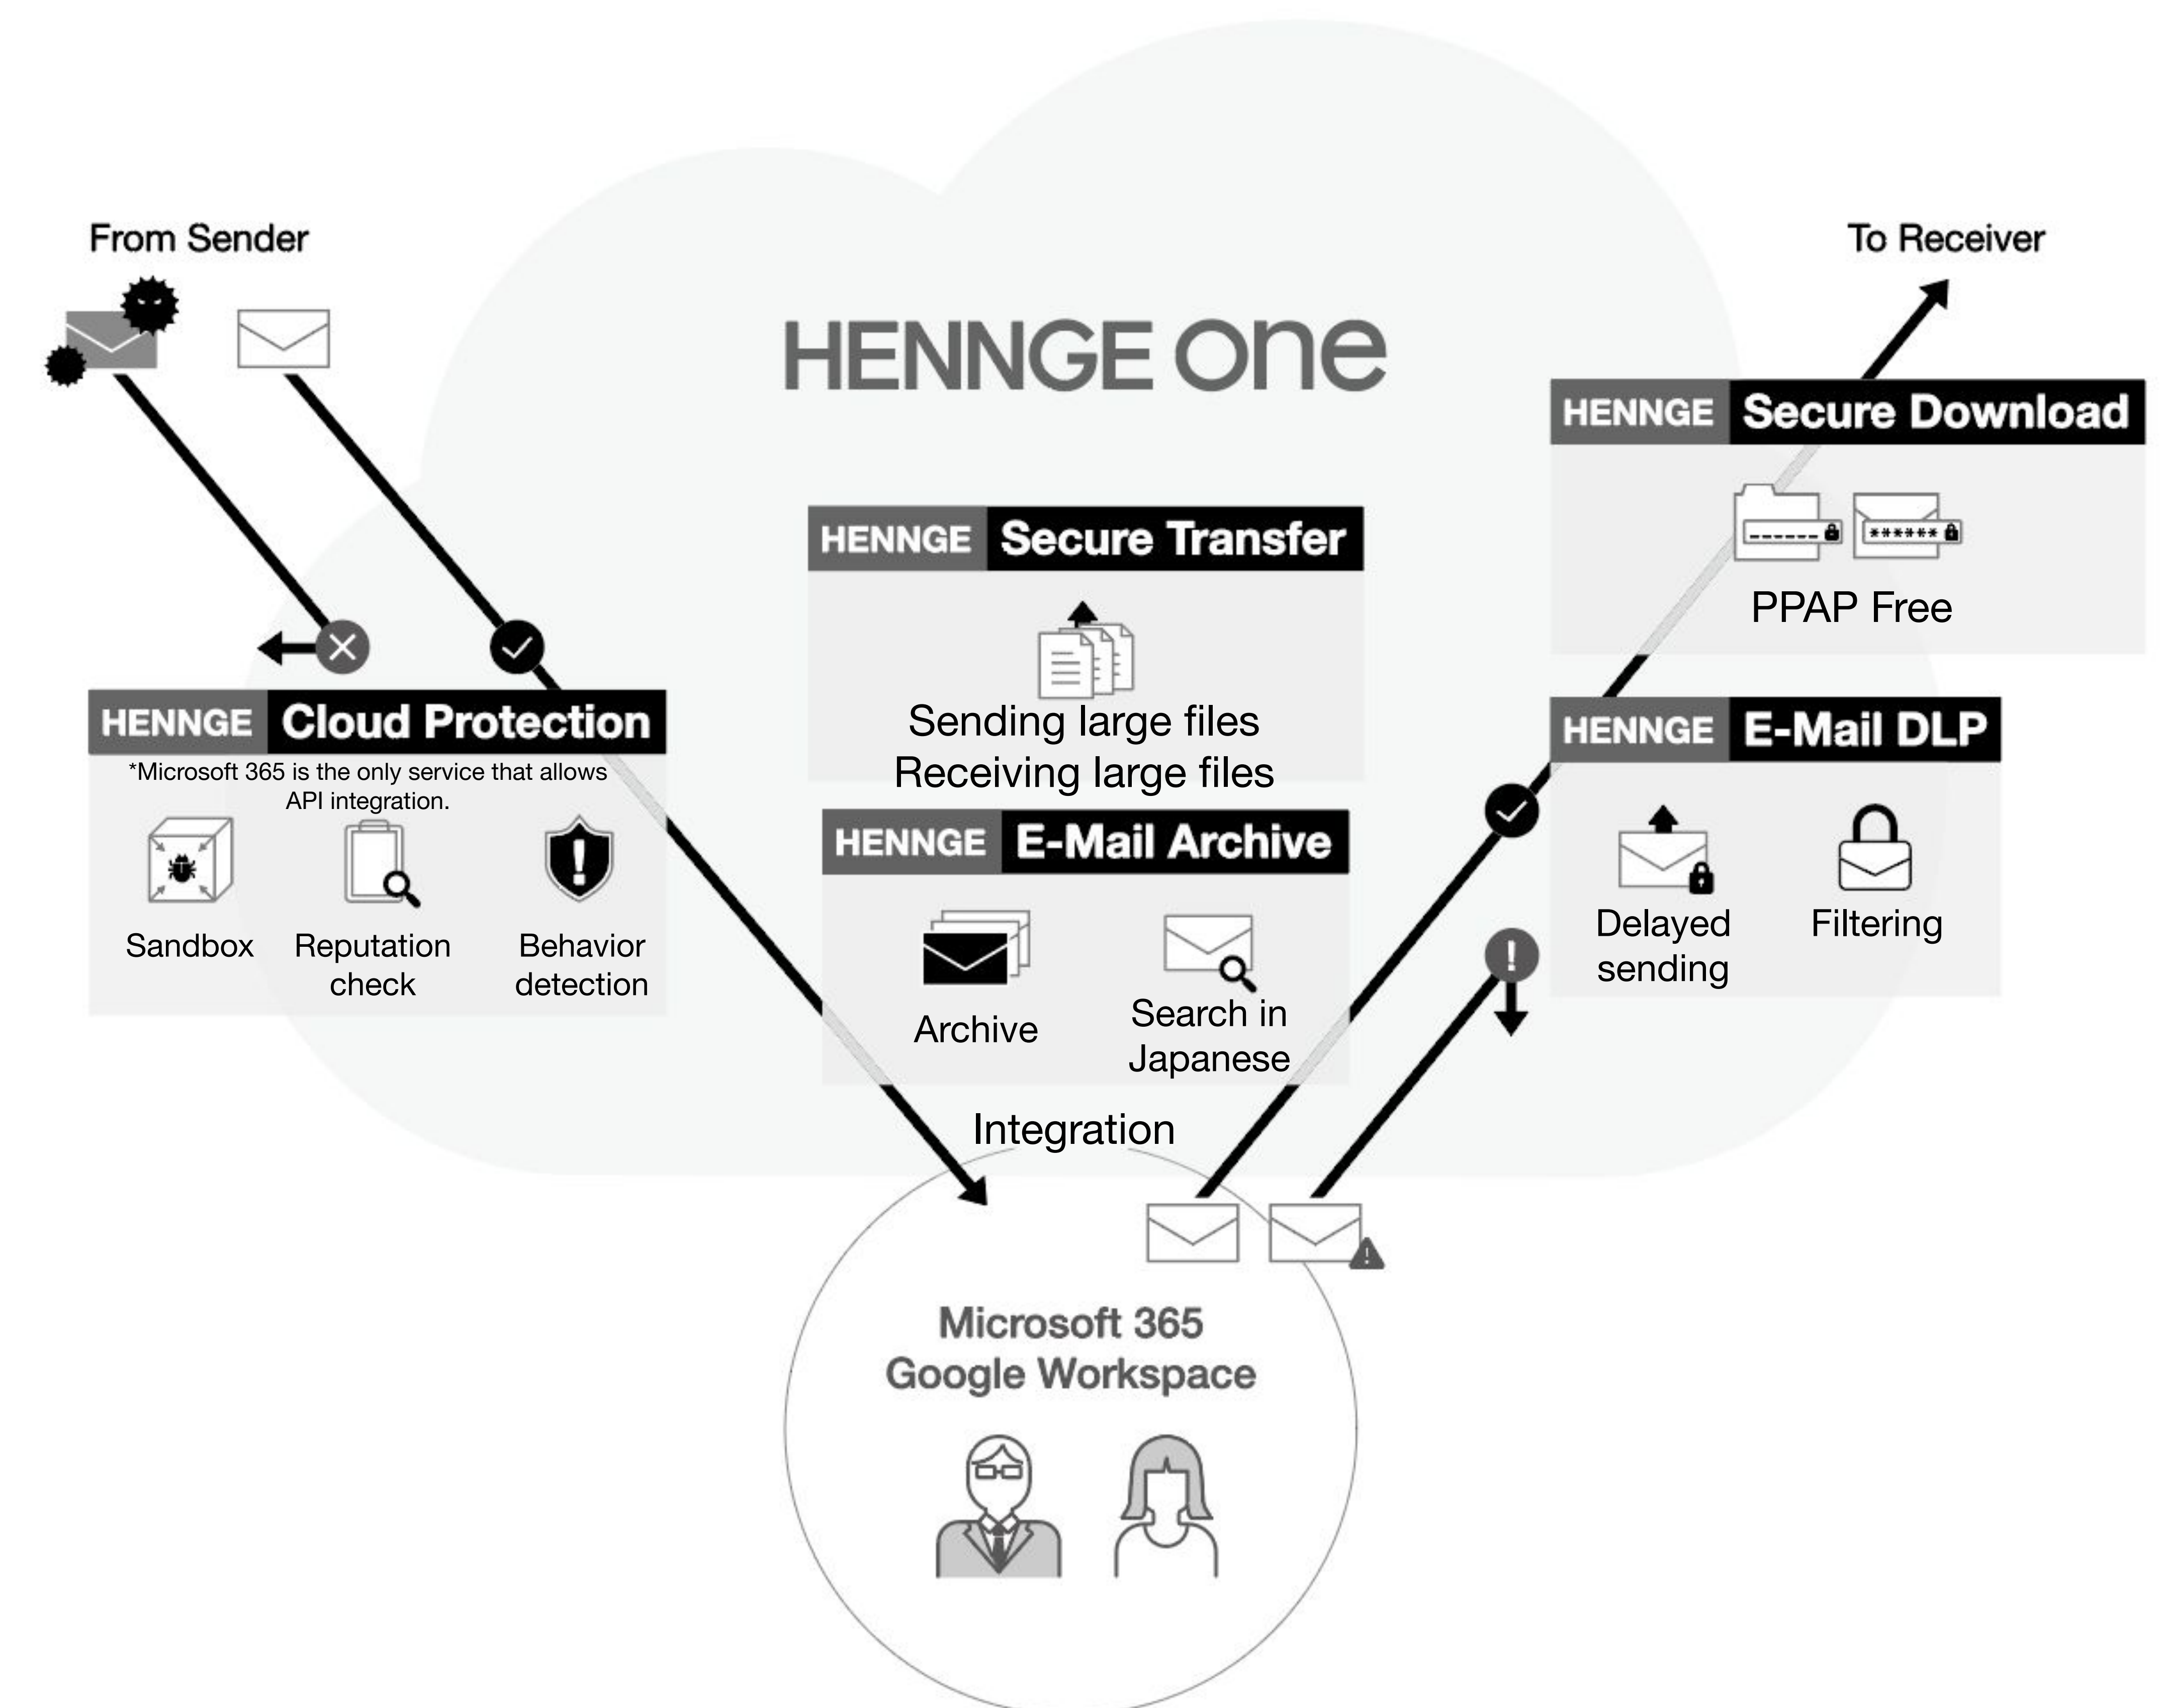 From Sender
To Receiver
HENNGE one
HENNGE Secure Download
PPAP Free
HENNGE Secure Transfer
Sending large files
Receiving large files
HENNGE Cloud Protection
*Microsoft 365 is the only service that allows
API integration.
Sandbox
Reputation
check
Behavior
detection
HENNGE E-Mail DLP
Delayed
sending
Filtering
HENNGE E-Mail Archive
Archive
Search in
Japanese
Integration
Microsoft 365
Google Workspace